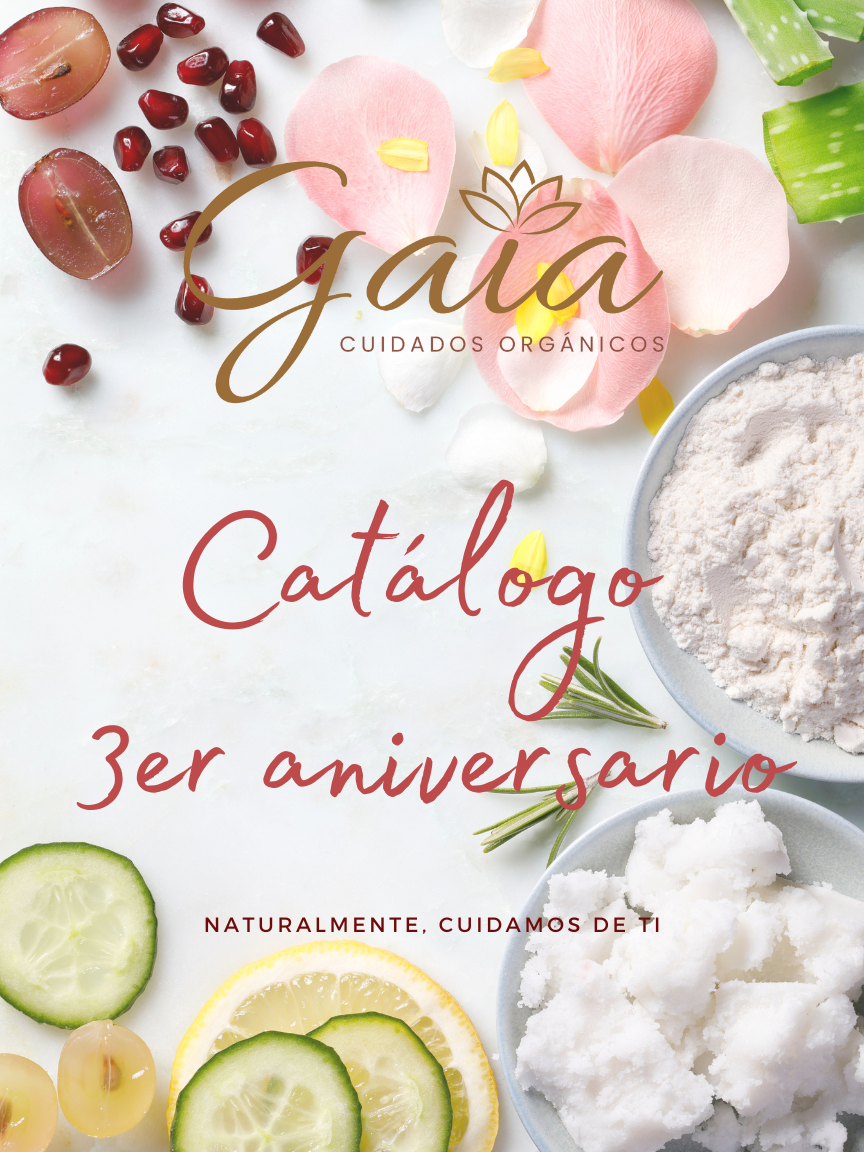 Gaia
CUIDADOS ORGÁNICOS
Catálogo
3er aniversario
NATURALMENTE, CUIDAMOS DE TI